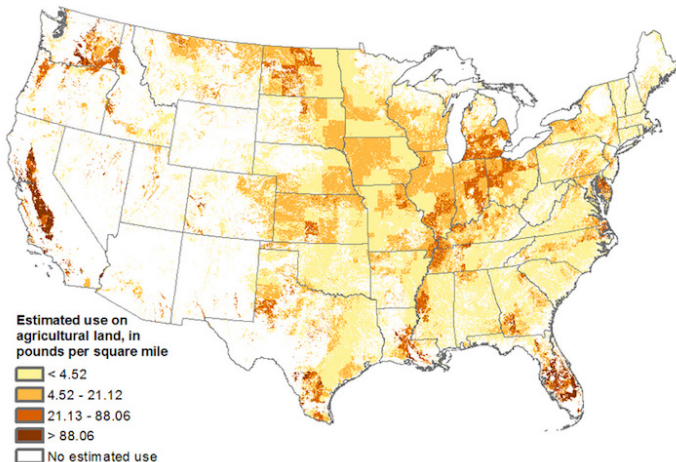 Estimated use on
agricultural land, in
pounds per square mile
< 4.52
4.52 - 21.12
21.13 - 88.06
> 88.06
No estimated use